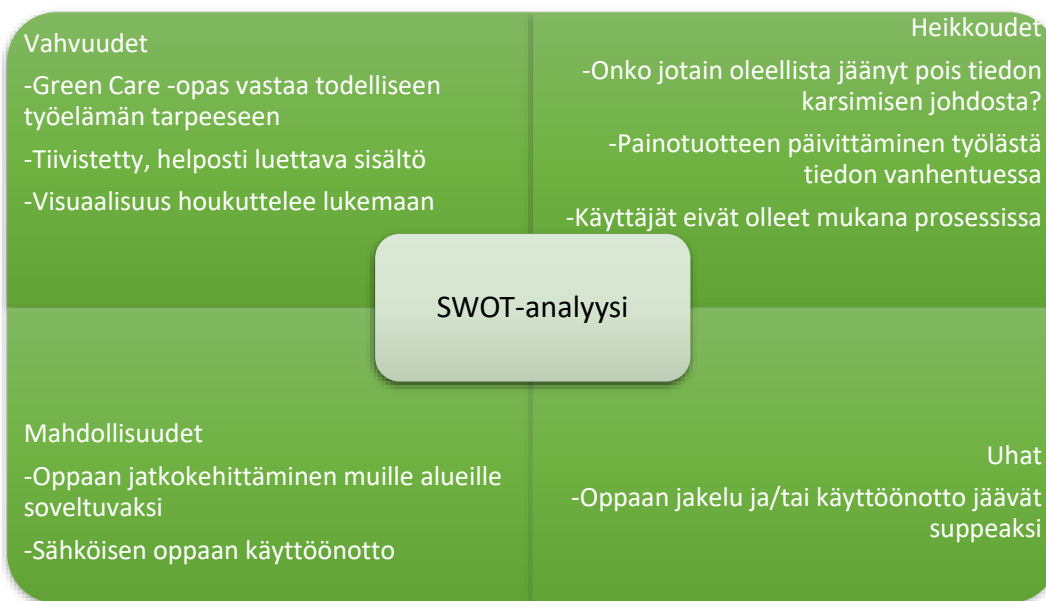 Vahvuudet
-Green Care -opas vastaa todelliseen
työelämän tarpeeseen
-Tiivistetty, helposti luettava sisältö
-Visuaalisuus houkuttelee lukemaan
Heikkoudet
-Onko jotain oleellista jäänyt pois tiedon
karsimisen johdosta?
-Painotuotteen päivittäminen työlästä
tiedon vanhentuessa
-Käyttäjät eivät olleet mukana prosessissa
SWOT-analyysi
Mahdollisuudet
-Oppaan jatkokehittäminen muille alueille
soveltuvaksi
-Sähköisen oppaan käyttöönotto
Uhat
-Oppaan jakelu ja/tai käyttöönotto jäävät
suppeaksi